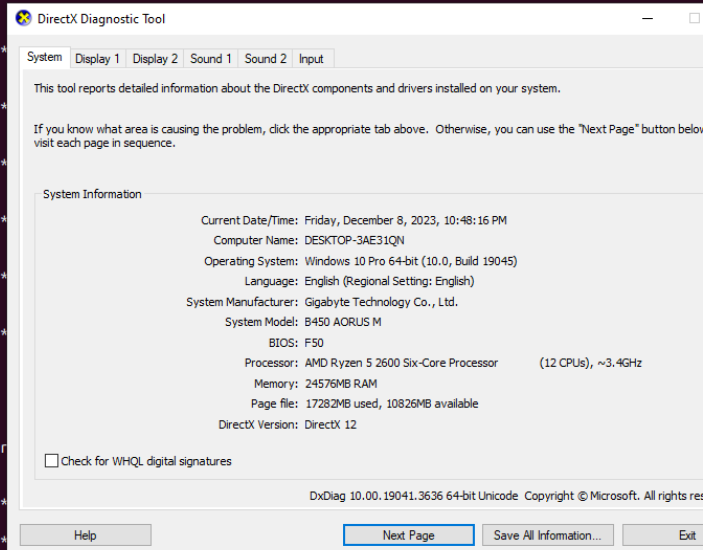 DirectX Diagnostic Tool
System Display 1 Display 2 Sound 1 Sound 2 Input
This tool reports detailed information about the DirectX components and drivers installed on your system.
If you know what area is causing the problem, click the appropriate tab above. Otherwise, you can use the "Next Page" button below
visit each page in sequence.
System Information
Current Date/Time: Friday, December 8, 2023, 10:48:16 PM
Computer Name: DESKTOP-3AE31QN
Operating System: Windows 10 Pro 64-bit (10.0, Build 19045)
Language: English (Regional Setting: English)
System Manufacturer: Gigabyte Technology Co., Ltd.
System Model: B450 AORUS M
BIOS: F50
Processor: AMD Ryzen 5 2600 Six-Core Processor (12 CPUs), ~3.4GHz
Memory: 24576MB RAM
Page file: 17282MB used, 10826MB available
DirectX Version: DirectX 12
Check for WHQL digital signatures
DxDiag 10.00.19041.3636 64-bit Unicode Copyright © Microsoft. All rights res
Help Next Page Save All Information... Exit